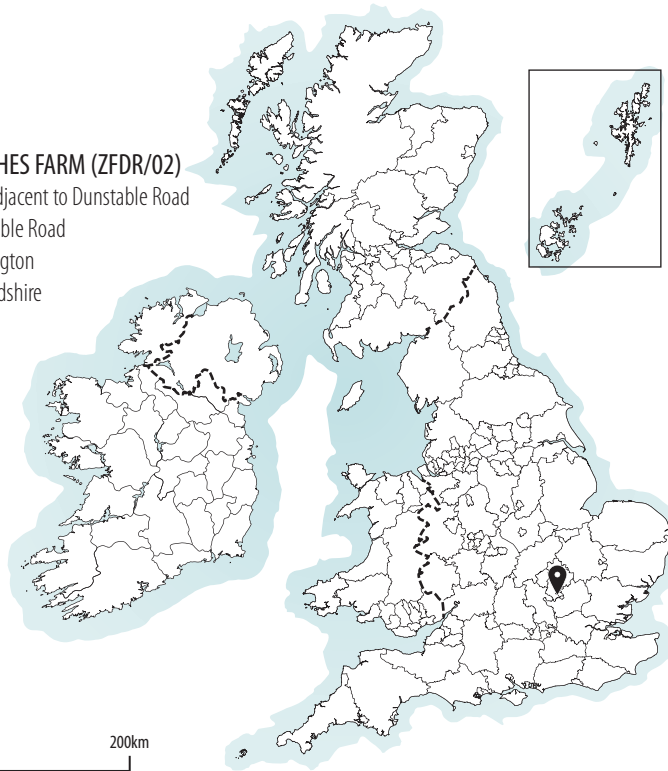 HES FARM (ZFDR/02)
djacent to Dunstable Road
ble Road
gton
dshire
200km